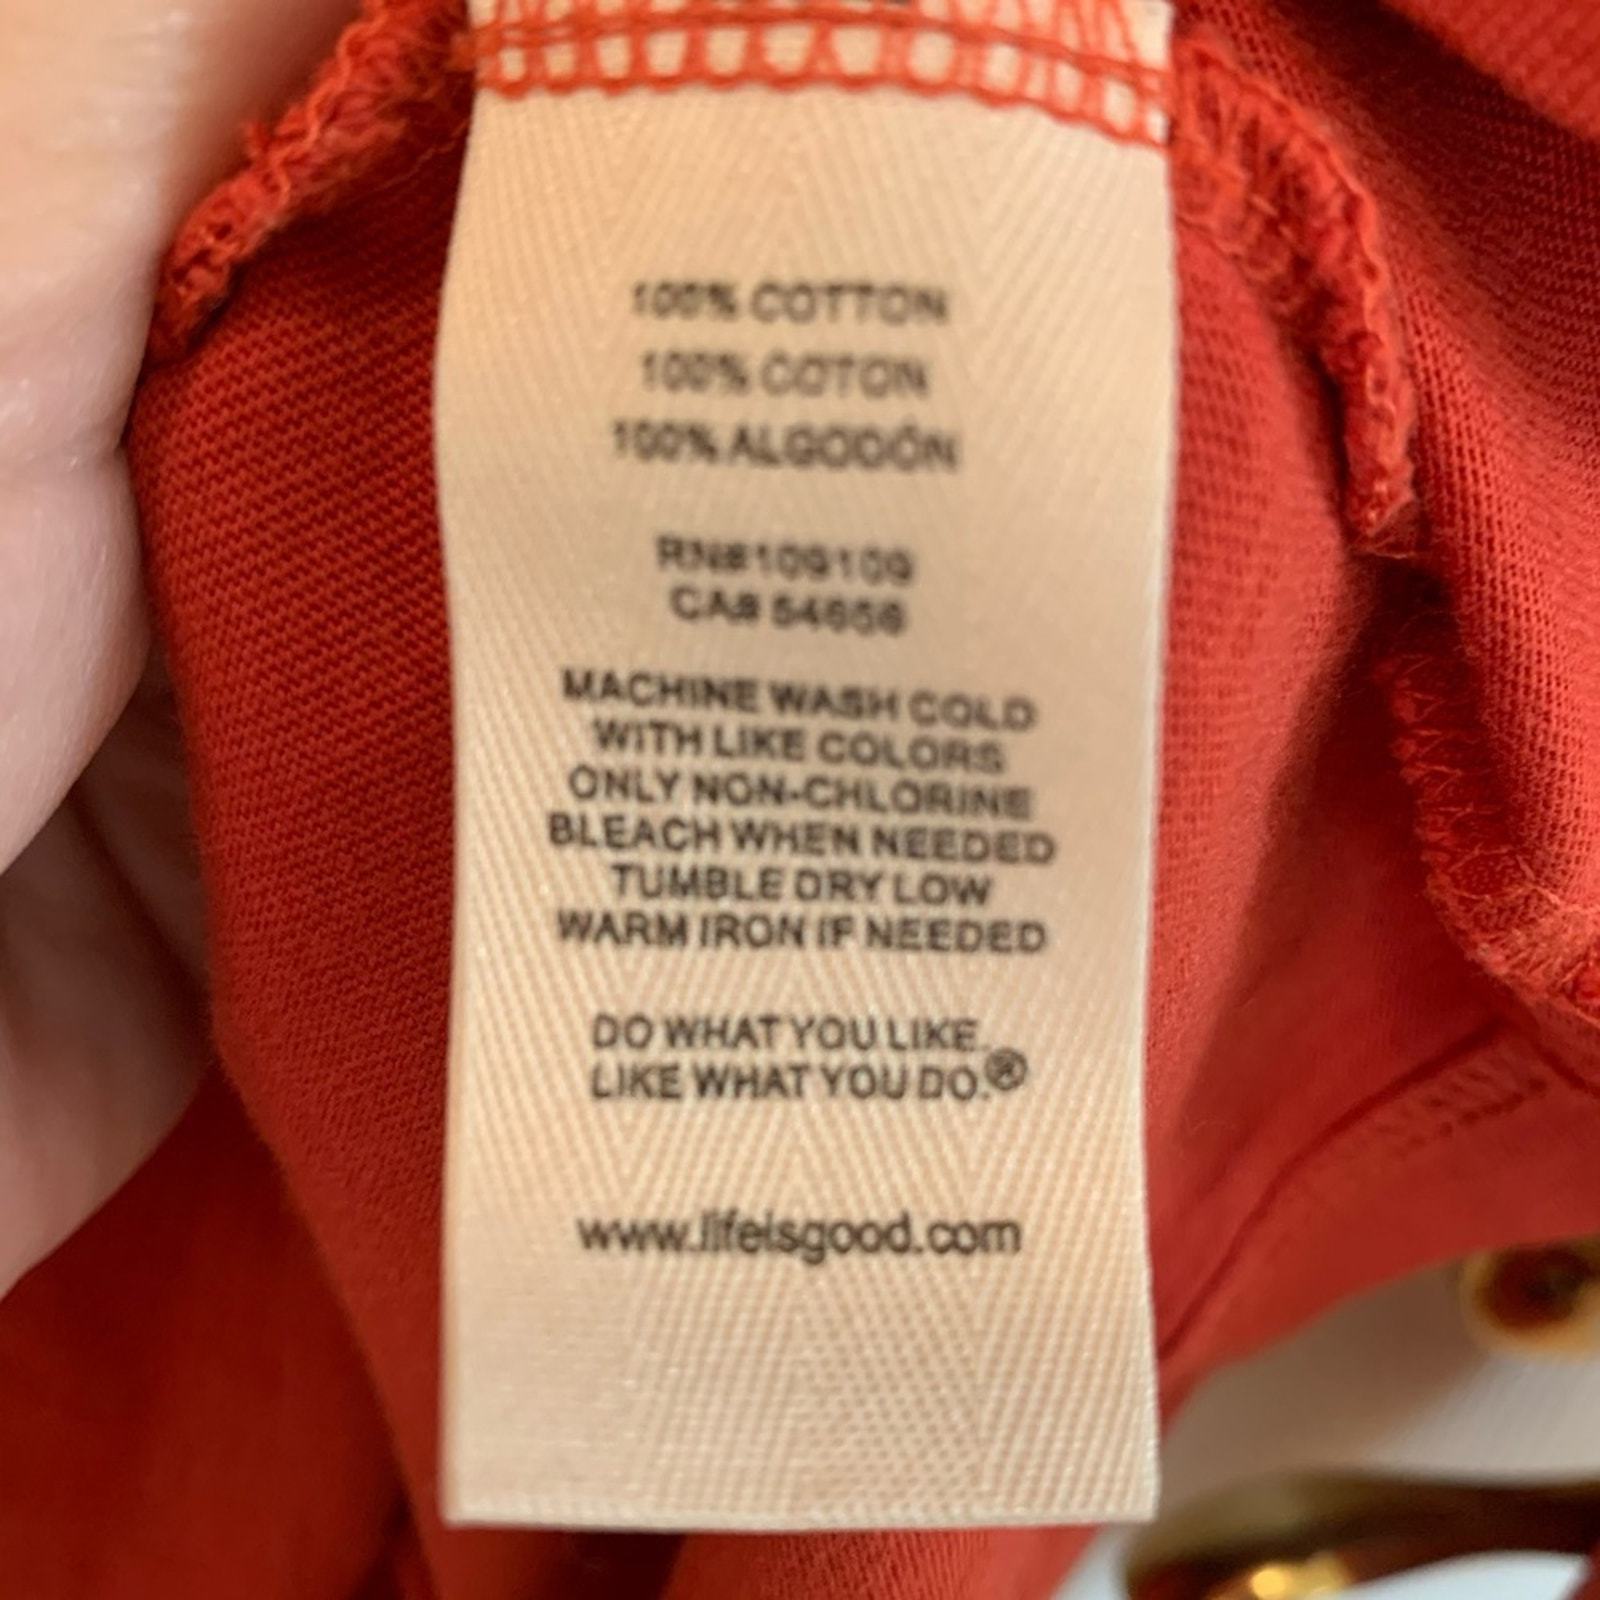 100% COTTON
100% COTON
100% ALGODÓN
RN#109109
CA# 54656
MACHINE WASH COLD
WITH LIKE COLORS
ONLY NON-CHLORINE
BLEACH WHEN NEEDED
TUMBLE DRY LOW
WARM IRON IF NEEDED
DO WHAT YOU LIKE.
LIKE WHAT YOU DO.®
www.lifeisgood.com